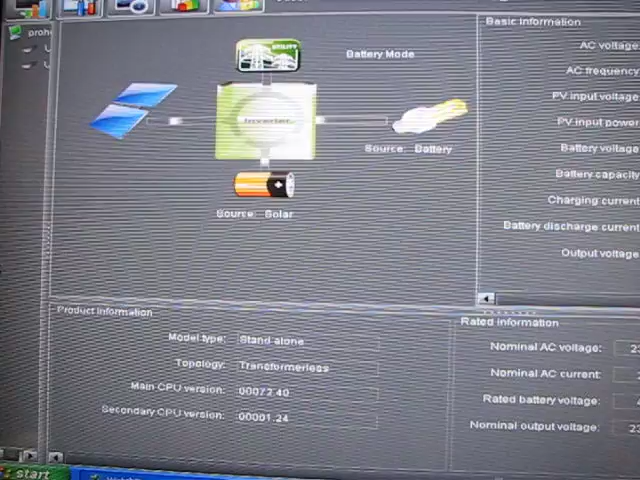 Basic Information
UTILITY
Battery Mode
AC voltage
AC frequency
PV input voltage
PV input power
Inverter
Source: Battery
Battery voltage
Battery capacity
Charging current
Source: Solar
Battery discharge current
Output voltage
Product Information
Rated Information
Model type: Stand alone
Nominal AC voltage:
Topology: Transformerless
Nominal AC current:
Main CPU version: 00072.40
Rated battery voltage:
Secondary CPU version: 00001.24
Nominal output voltage:
start